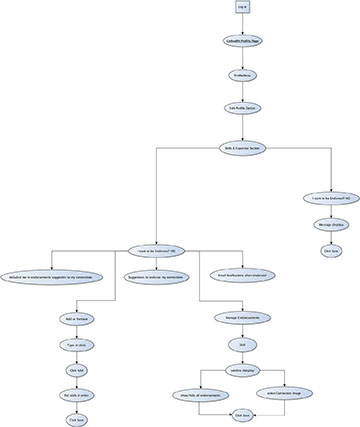 Log in
LinkedIn Profile Page
Edit Profile Option
Skills & Expertise Section
I want to be Endorsed? NO
Message displays
Click Save
I want to be Endorsed? YES
Included me in endorsements suggestions to my connections
Suggestions to endorse my connections
Email Notifications when endorsed
Add or Remove
Manage Endorsements
Type in skills
Skill
Click Add
window displays
Put skills in order
Show/hide all endorsements
select Connection image
Click Save
Click Save